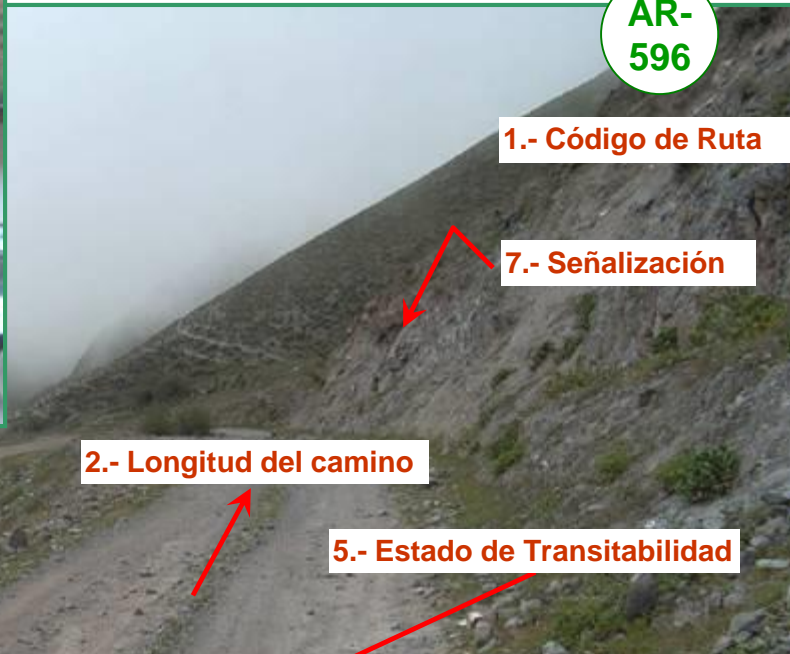 AR-
596
1.- Código de Ruta
7.- Señalización
2.- Longitud del camino
5.- Estado de Transitabilidad